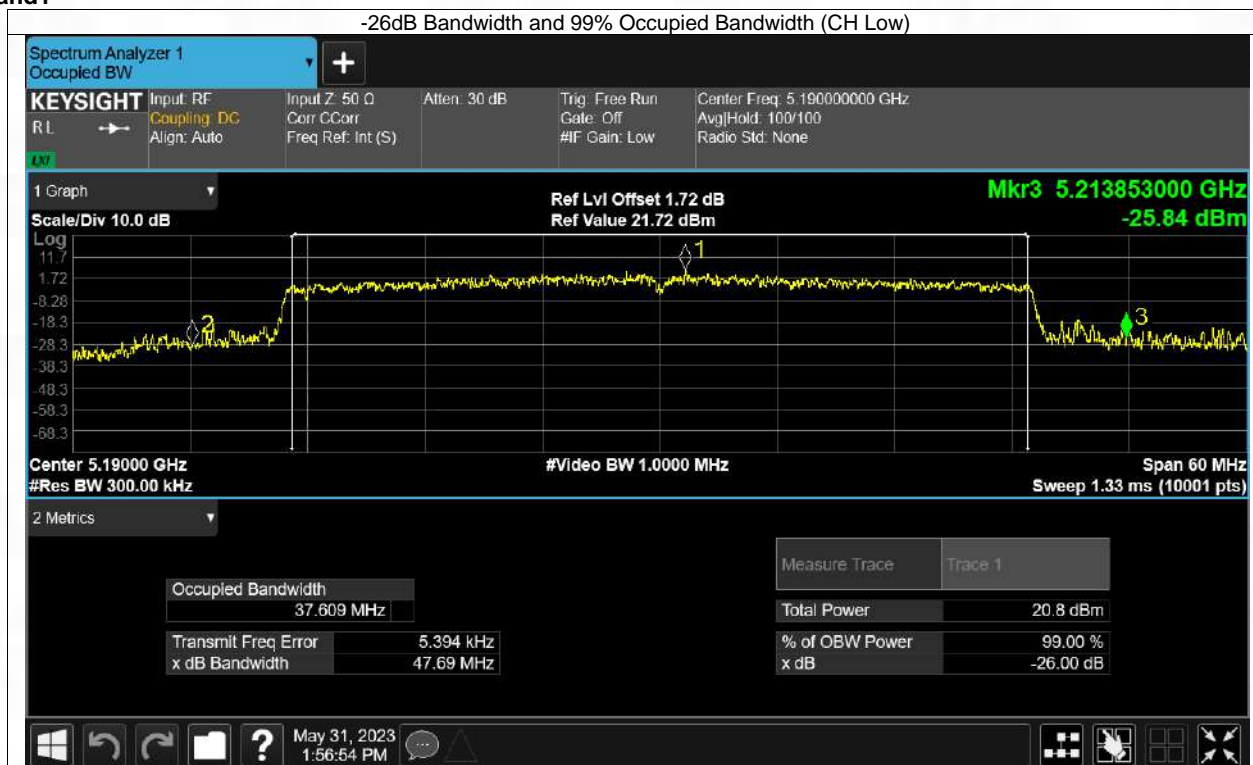 -26dB Bandwidth and 99% Occupied Bandwidth (CH Low)
Spectrum Analyzer 1
Occupied BW
+
KEYSIGHT Input: RF Input Z: 50 Ω Atten: 30 dB Trig: Free Run Center Freq: 5.190000000 GHz
RL Coupling: DC Corr CCorr Gate: Off Avg|Hold: 100/100
Align: Auto Freq Ref: Int (S) #IF Gain: Low Radio Std: None
LXI
1 Graph Ref Lvl Offset 1.72 dB Mkr3 5.213853000 GHz
Scale/Div 10.0 dB Ref Value 21.72 dBm -25.84 dBm
Log
11.7
1.72
-8.28
-18.3
-28.3
-38.3
-48.3
-58.3
-68.3
1
2
3
Center 5.19000 GHz #Video BW 1.0000 MHz Span 60 MHz
#Res BW 300.00 kHz Sweep 1.33 ms (10001 pts)
2 Metrics
Measure Trace Trace 1
Occupied Bandwidth
37.609 MHz Total Power 20.8 dBm
Transmit Freq Error 5.394 kHz % of OBW Power 99.00 %
x dB Bandwidth 47.69 MHz x dB -26.00 dB
? May 31, 2023
1:56:54 PM